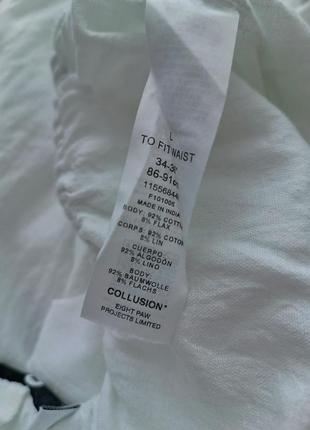 L
TO FIT WAIST
34-3
86-91
11556844
F101005
MADE IN INDIA
BODY: 92% COTT
8% FLAX
CORPS: 92% COTON
8% LIN
CUERPO:
92% ALGODÓN
8% LINO
BODY:
92% BAUMWOLLE
8% FLACHS
COLLUSION*
EIGHT PAW
PROJECTS LIMITED